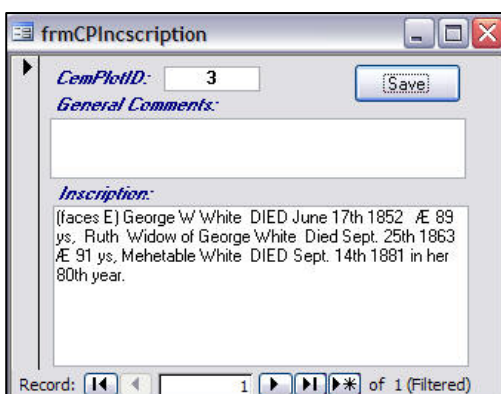 frmCPIncscription
CemPlotID: 3 Save
General Comments:
Inscription:
(faces E) George W White DIED June 17th 1852 Æ 89
ys, Ruth Widow of George White Died Sept. 25th 1863
Æ 91 ys, Mehetable White DIED Sept. 14th 1881 in her
80th year.
Record: 1 of 1 (Filtered)